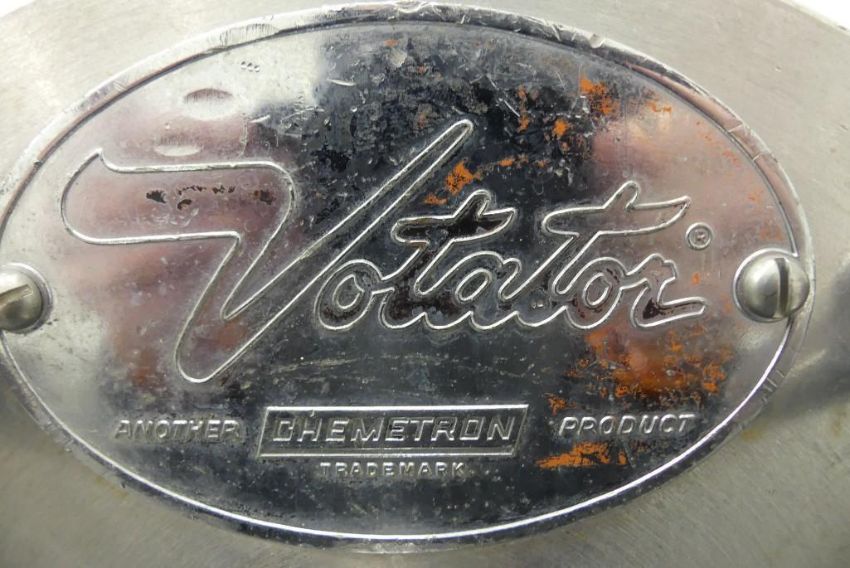 Votator®
ANOTHER CHEMETRON PRODUCT
TRADEMARK